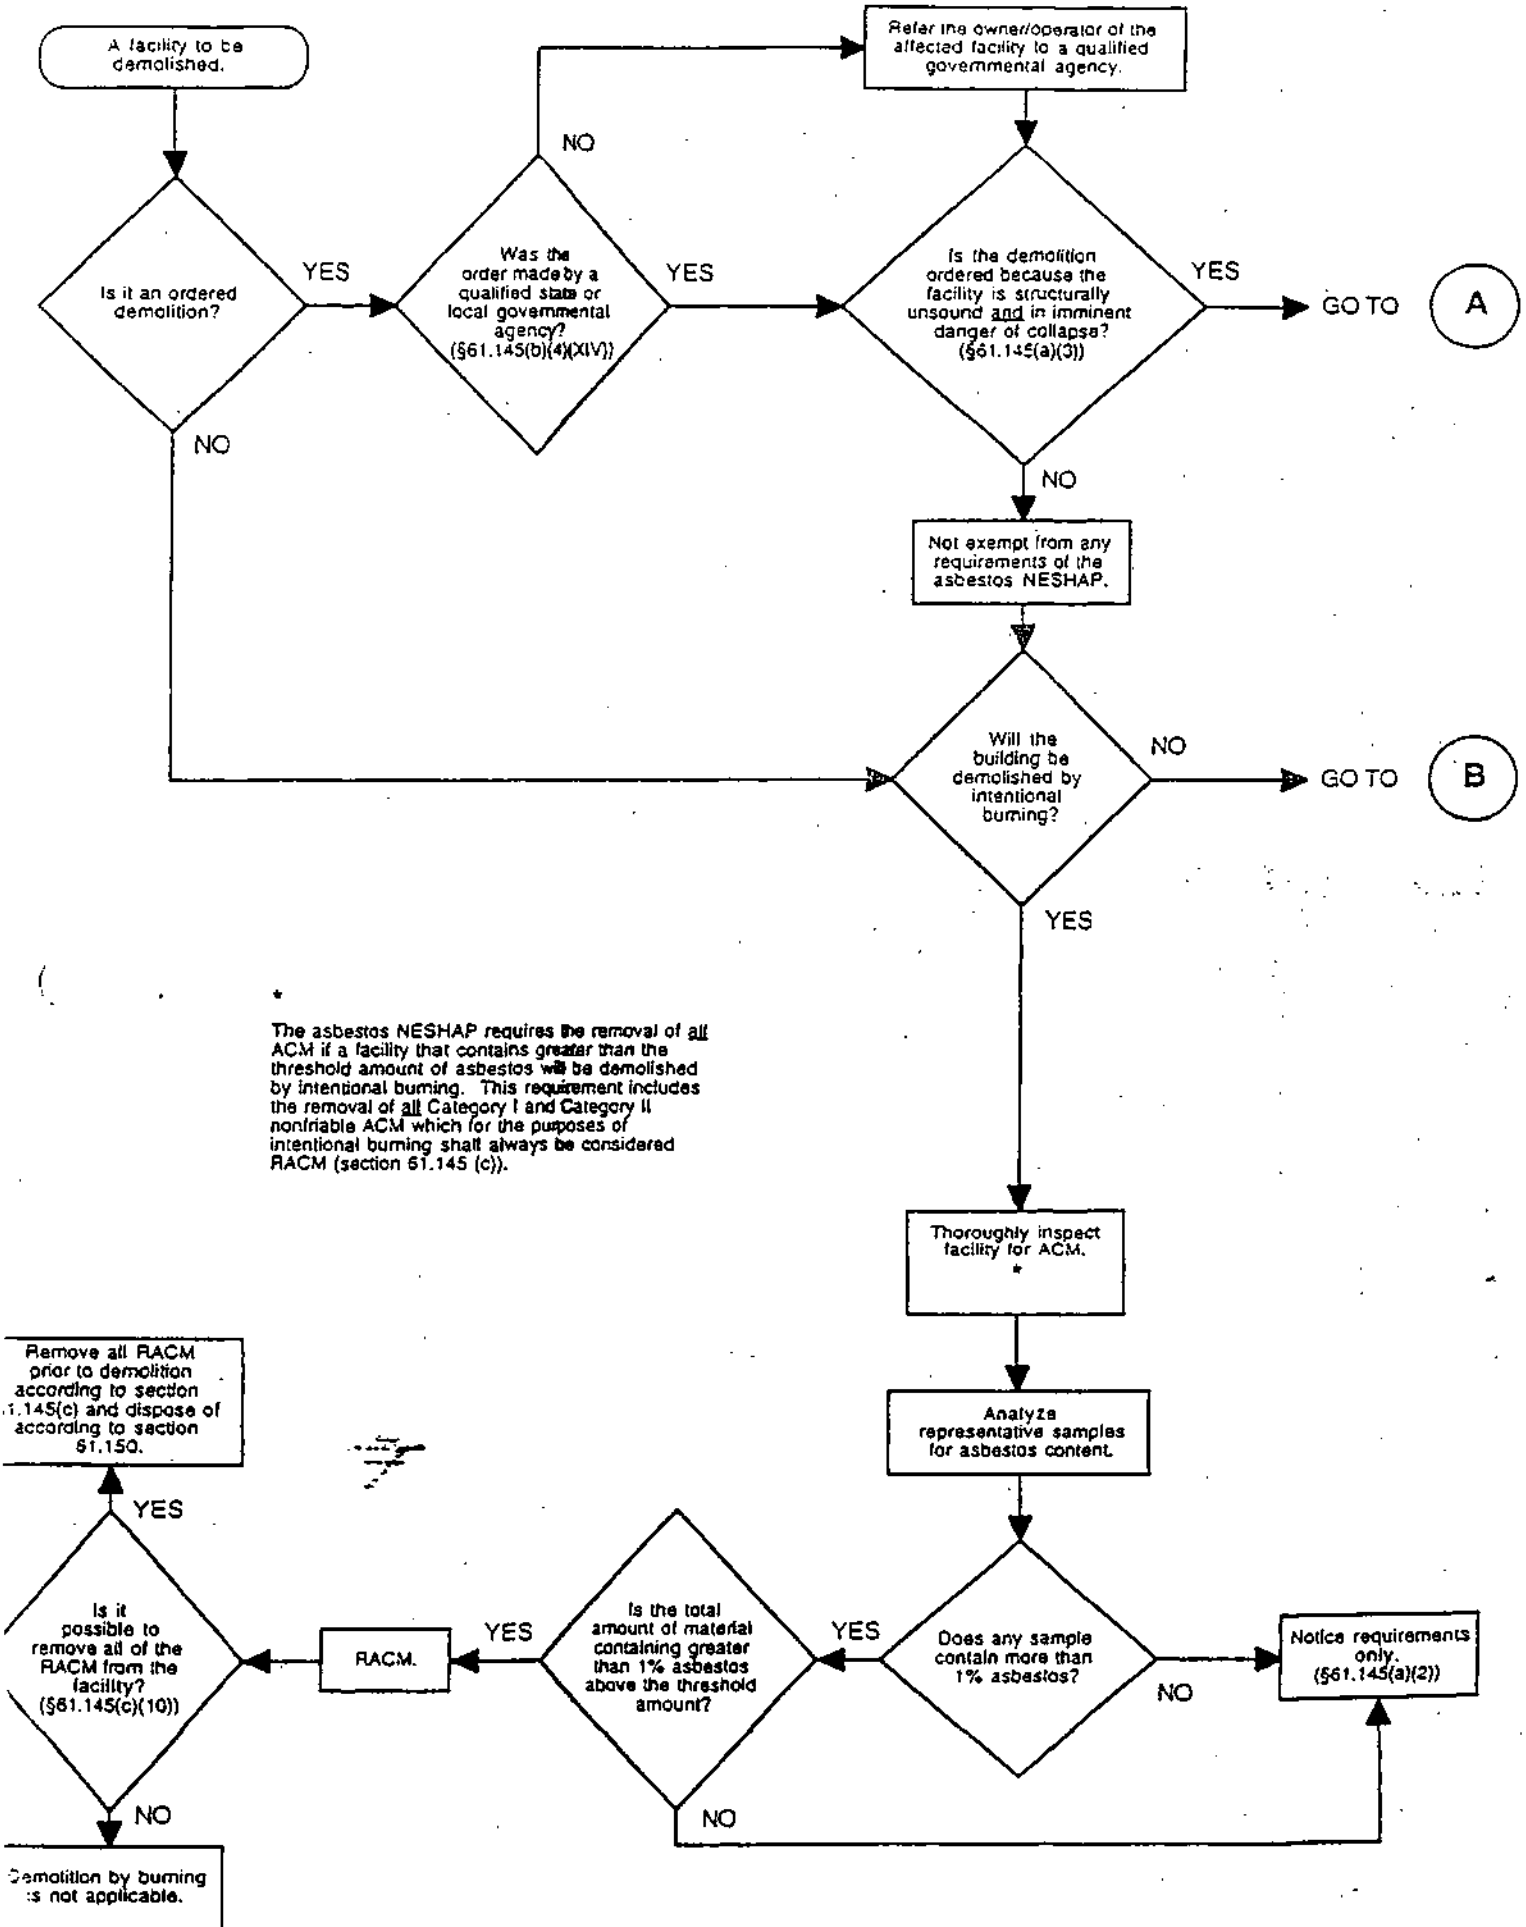 A facility to be
demolished.
Refer the owner/operator of the
affected facility to a qualified
governmental agency.
NO
Is it an ordered
demolition?
YES
Was the
order made by a
qualified state or
local governmental
agency?
(§61.145(b)(4)(XIV))
YES
Is the demolition
ordered because the
facility is structurally
unsound and in imminent
danger of collapse?
(§61.145(a)(3))
YES
GO TO
A
NO
NO
Not exempt from any
requirements of the
asbestos NESHAP.
Will the
building be
demolished by
intentional
burning?
NO
GO TO
B
YES
*
The asbestos NESHAP requires the removal of all
ACM if a facility that contains greater than the
threshold amount of asbestos will be demolished
by intentional burning. This requirement includes
the removal of all Category I and Category II
nonfriable ACM which for the purposes of
intentional burning shall always be considered
RACM (section 61.145 (c)).
Thoroughly inspect
facility for ACM.
*
Analyze
representative samples
for asbestos content.
Remove all RACM
prior to demolition
according to section
1.145(c) and dispose of
according to section
61.150.
YES
Is it
possible to
remove all of the
RACM from the
facility?
(§61.145(c)(10))
RACM.
YES
Is the total
amount of material
containing greater
than 1% asbestos
above the threshold
amount?
YES
Does any sample
contain more than
1% asbestos?
NO
Notice requirements
only.
(§61.145(a)(2))
NO
NO
Demolition by burning
is not applicable.